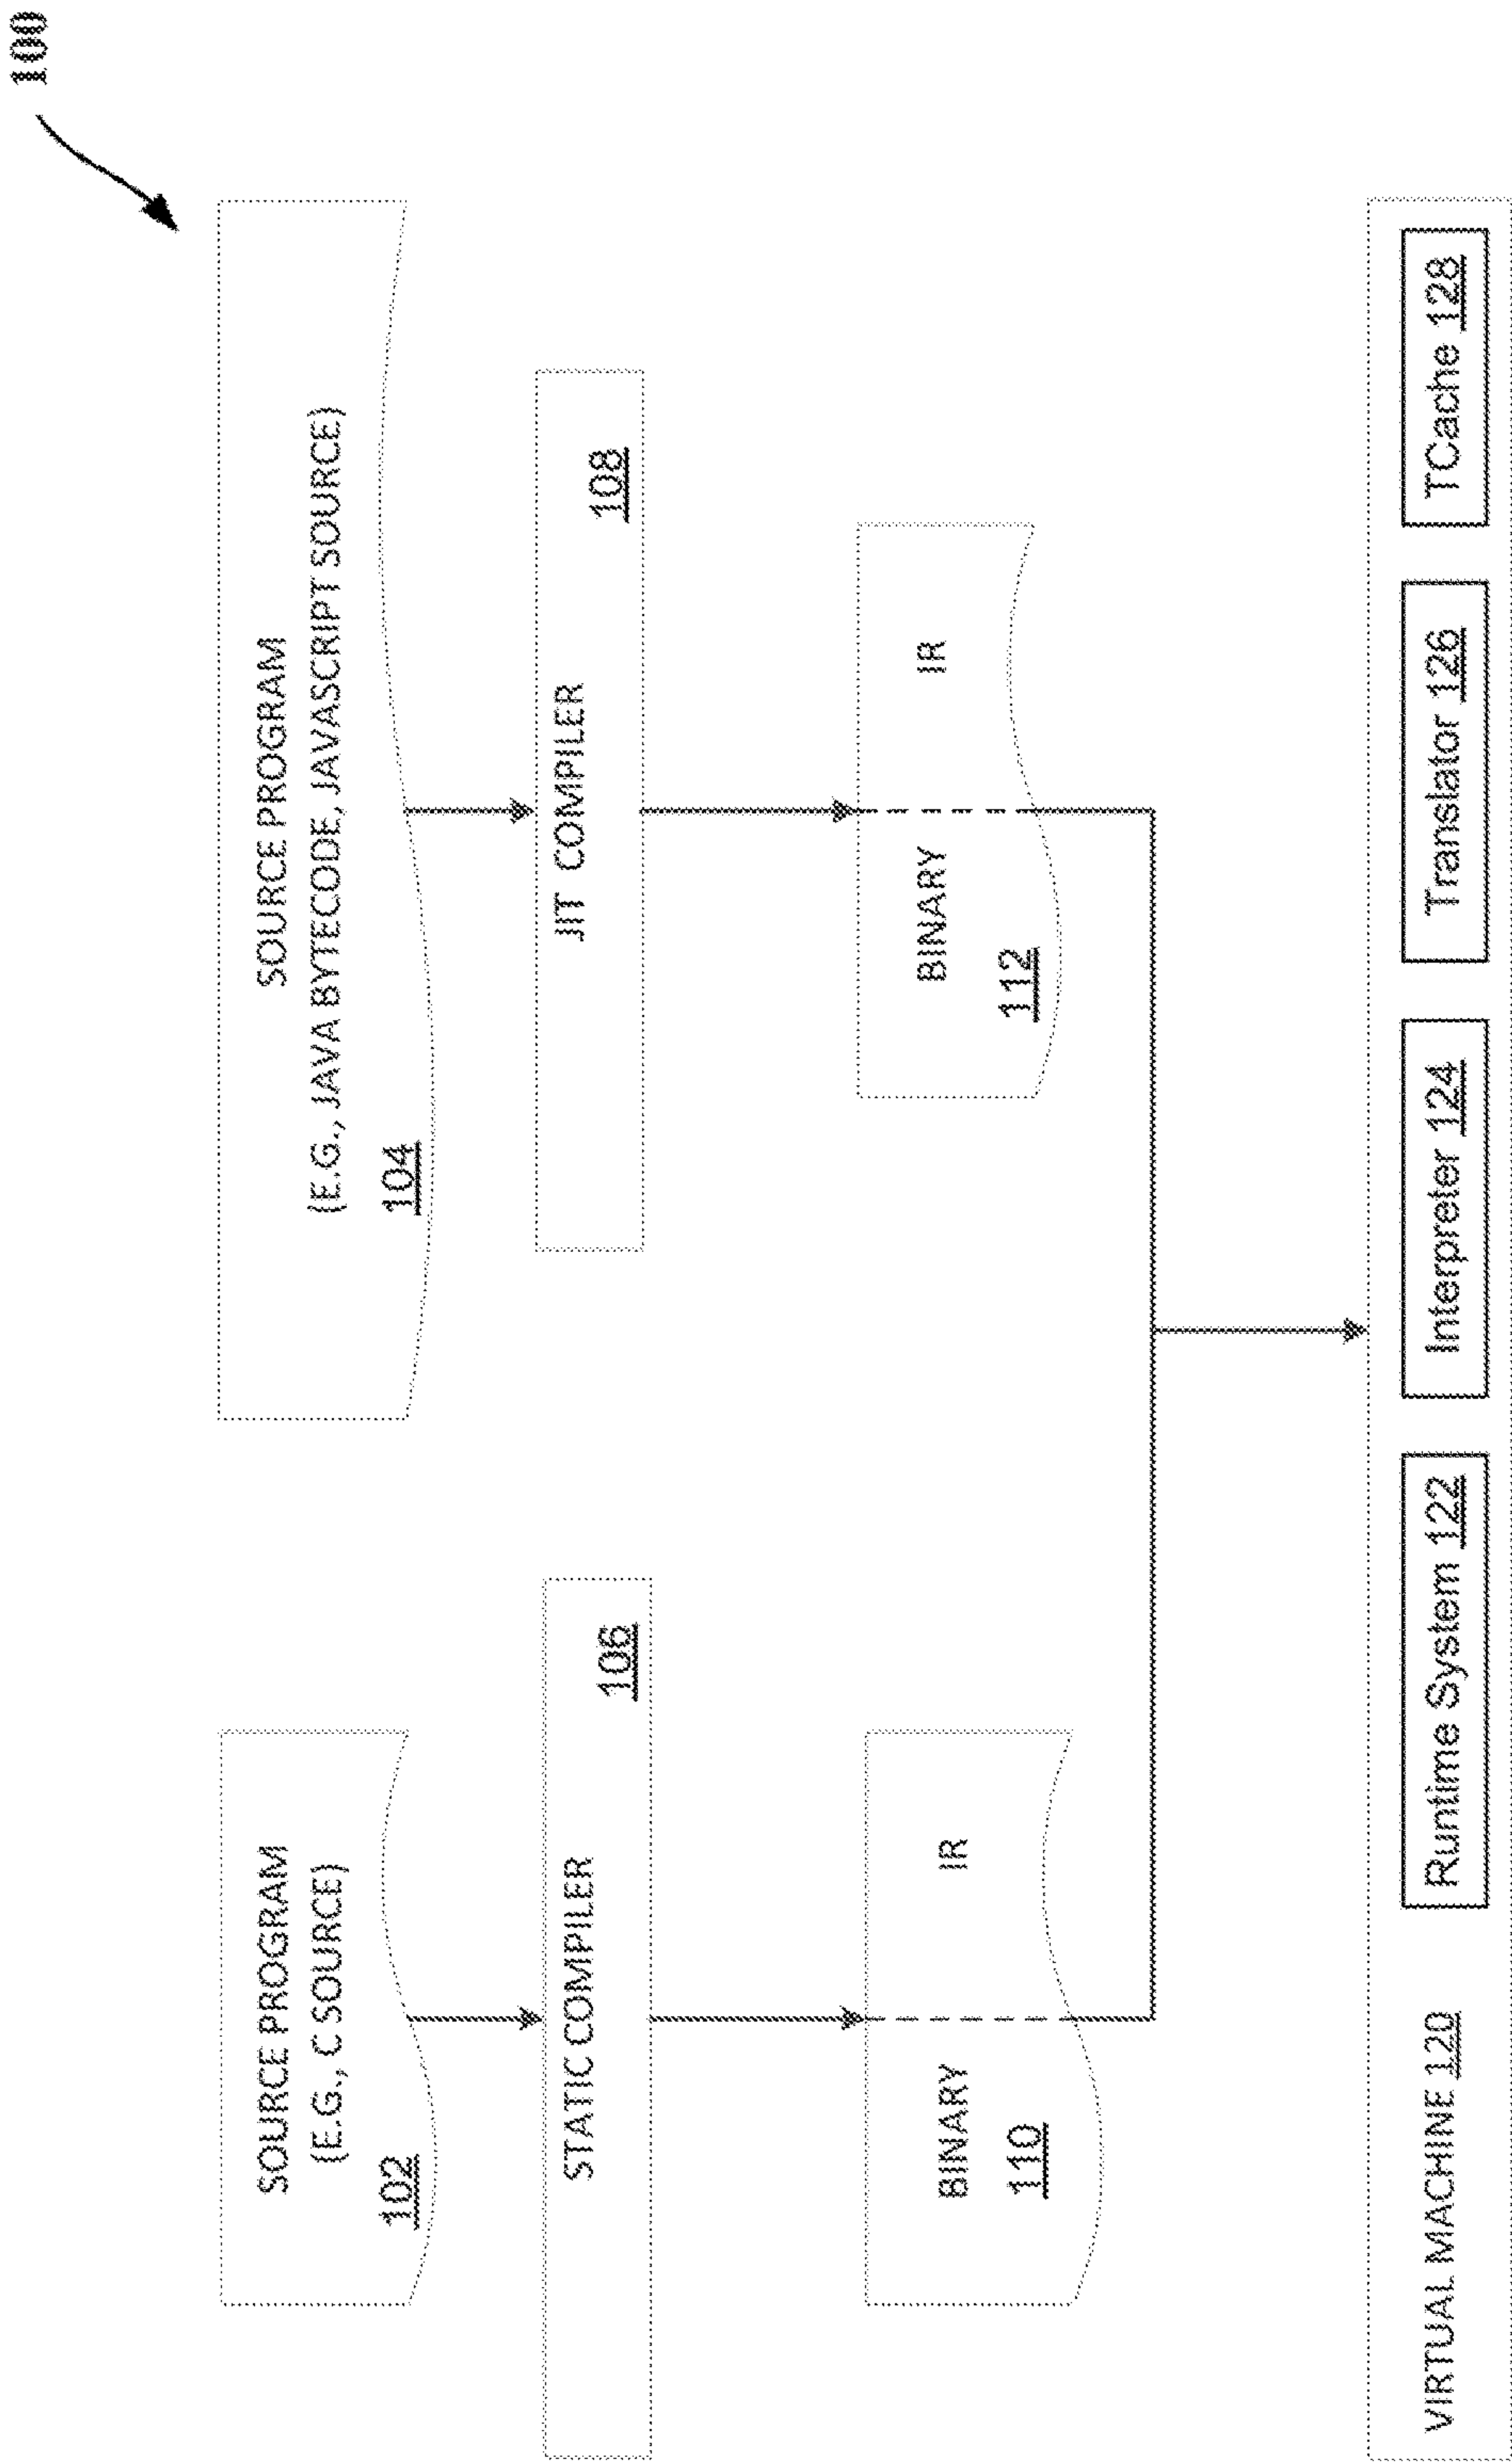 100
SOURCE PROGRAM
(E.G., C SOURCE)
102
SOURCE PROGRAM
(E.G., JAVA BYTECODE, JAVASCRIPT SOURCE)
104
STATIC COMPILER
106
JIT COMPILER
108
BINARY IR
110
BINARY IR
112
VIRTUAL MACHINE 120
Runtime System 122
Interpreter 124
Translator 126
TCache 128